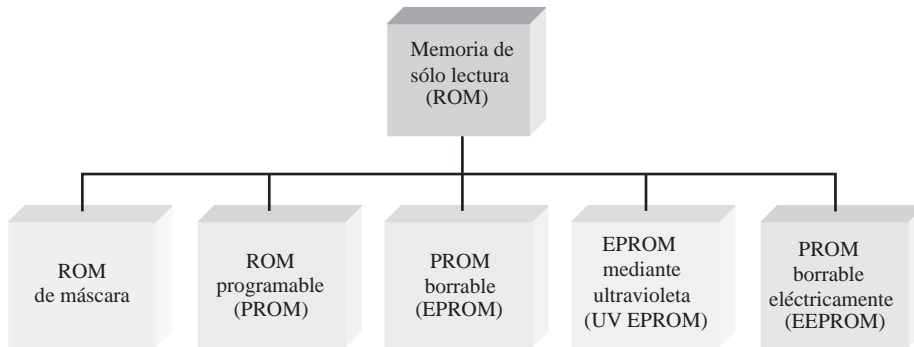 Memoria de
sólo lectura
(ROM)
ROM
de máscara
ROM
programable
(PROM)
PROM
borrable
(EPROM)
EPROM
mediante
ultravioleta
(UV EPROM)
PROM
borrable
eléctricamente
(EEPROM)